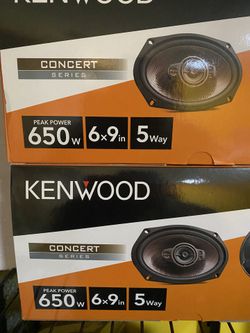 KENWOOD
CONCERT
SERIES
PEAK POWER
650W 6x9in 5Way
KENWOOD
CONCERT
SERIES
PEAK POWER
650W 6x9in 5Way